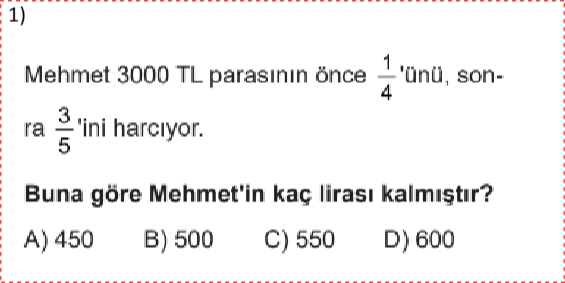 1)
Mehmet 3000 TL parasının önce 1/4'ünü, son-
ra 3/5'ini harcıyor.
Buna göre Mehmet'in kaç lirası kalmıştır?
A) 450 B) 500 C) 550 D) 600